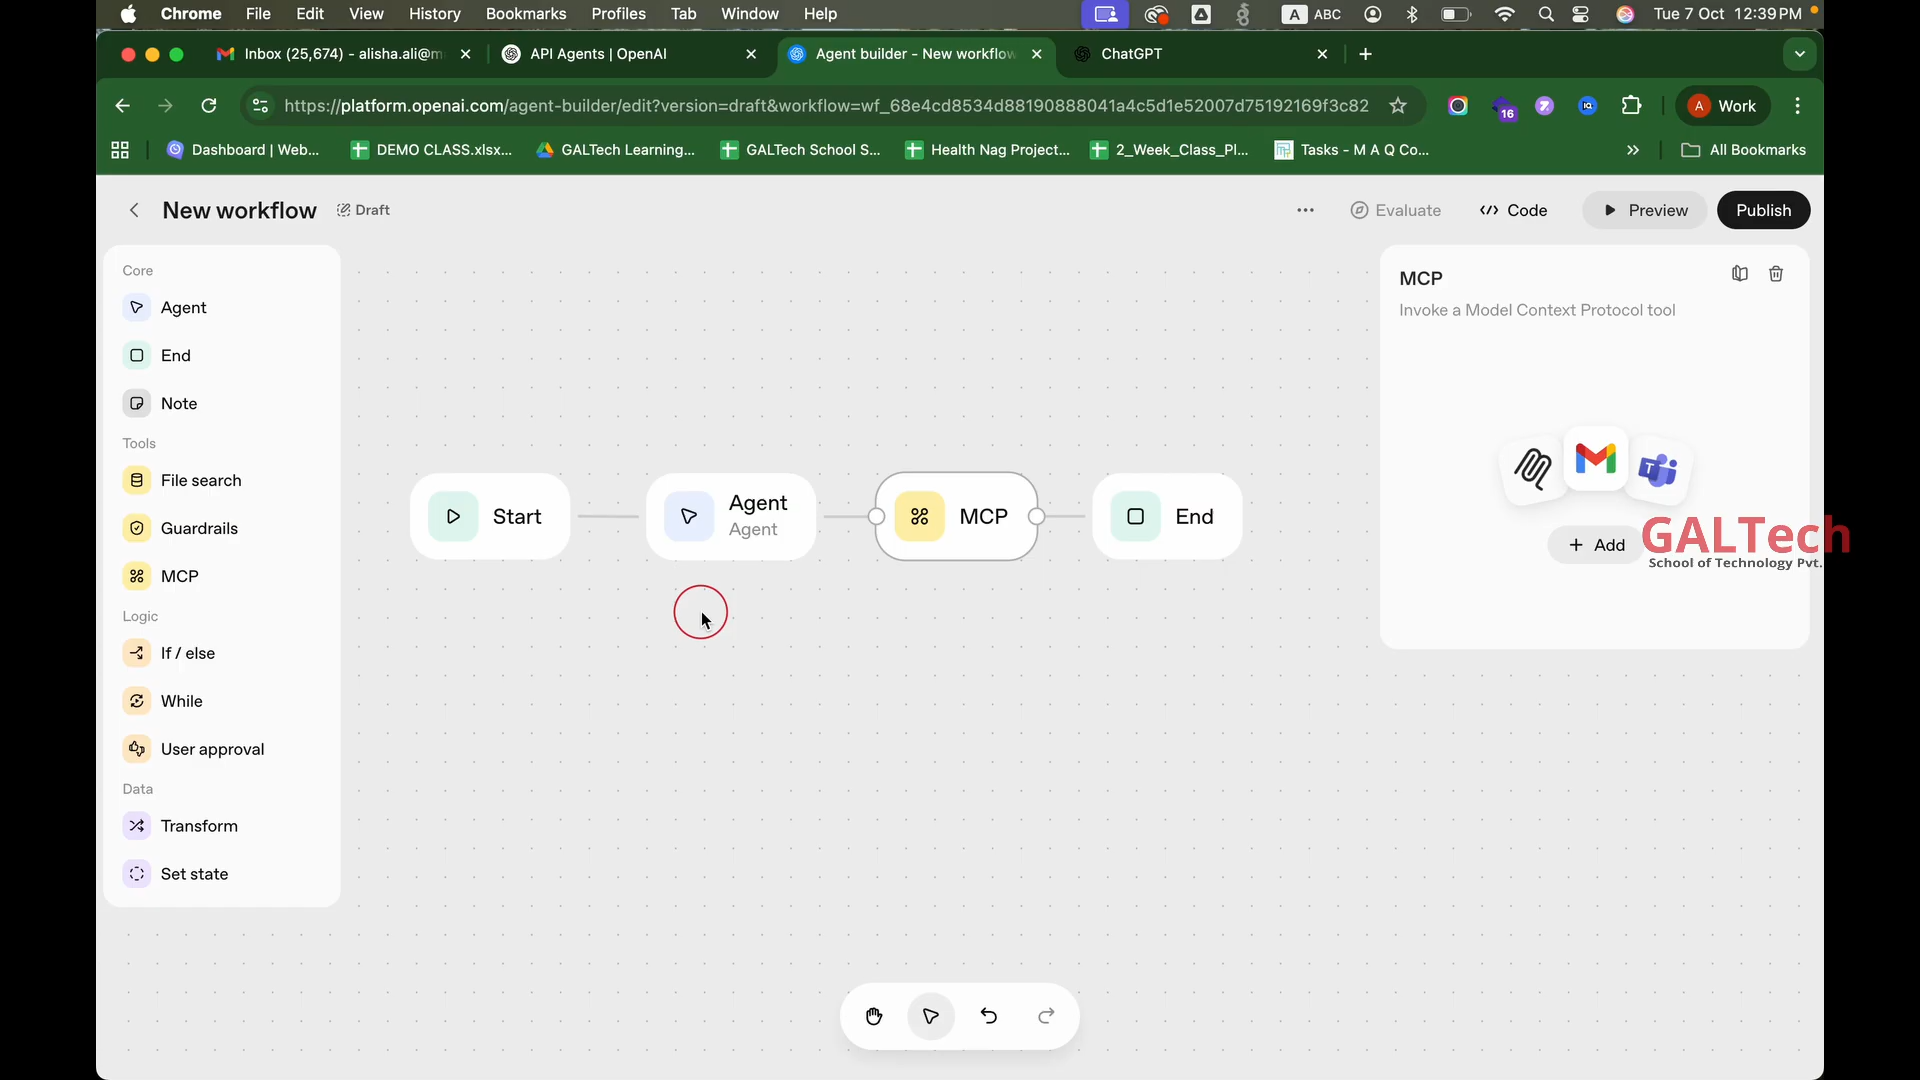 Chrome File Edit View History Bookmarks Profiles Tab Window Help A ABC Tue 7 Oct 12:39 PM
Inbox (25,674) - alisha.ali@m API Agents | OpenAI Agent builder - New workflow ChatGPT
https://platform.openai.com/agent-builder/edit?version=draft&workflow=wf_68e4cd8534d88190888041a4c5d1e52007d75192169f3c82 16 A Work
Dashboard | Web... DEMO CLASS.xlsx... GALTech Learning... GALTech School S... Health Nag Project... 2_Week_Class_Pl... Tasks - M A Q Co... All Bookmarks
New workflow Draft Evaluate Code Preview Publish
Core
Agent
End
Note
Tools
File search
Guardrails
MCP
Logic
If / else
While
User approval
Data
Transform
Set state
Start
Agent
Agent
MCP
End
MCP
Invoke a Model Context Protocol tool
+ Add
GALTech
School of Technology Pvt.